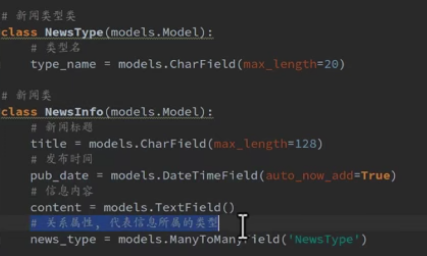 # 新闻类型类
class NewsType(models.Model):
# 类型名
type_name = models.CharField(max_length=20)
# 新闻类
class NewsInfo(models.Model):
# 新闻标题
title = models.CharField(max_length=128)
# 发布时间
pub_date = models.DateTimeField(auto_now_add=True)
# 信息内容
content = models.TextField()
# 关系属性, 代表信息所属的类型
news_type = models.ManyToManyField('NewsType')